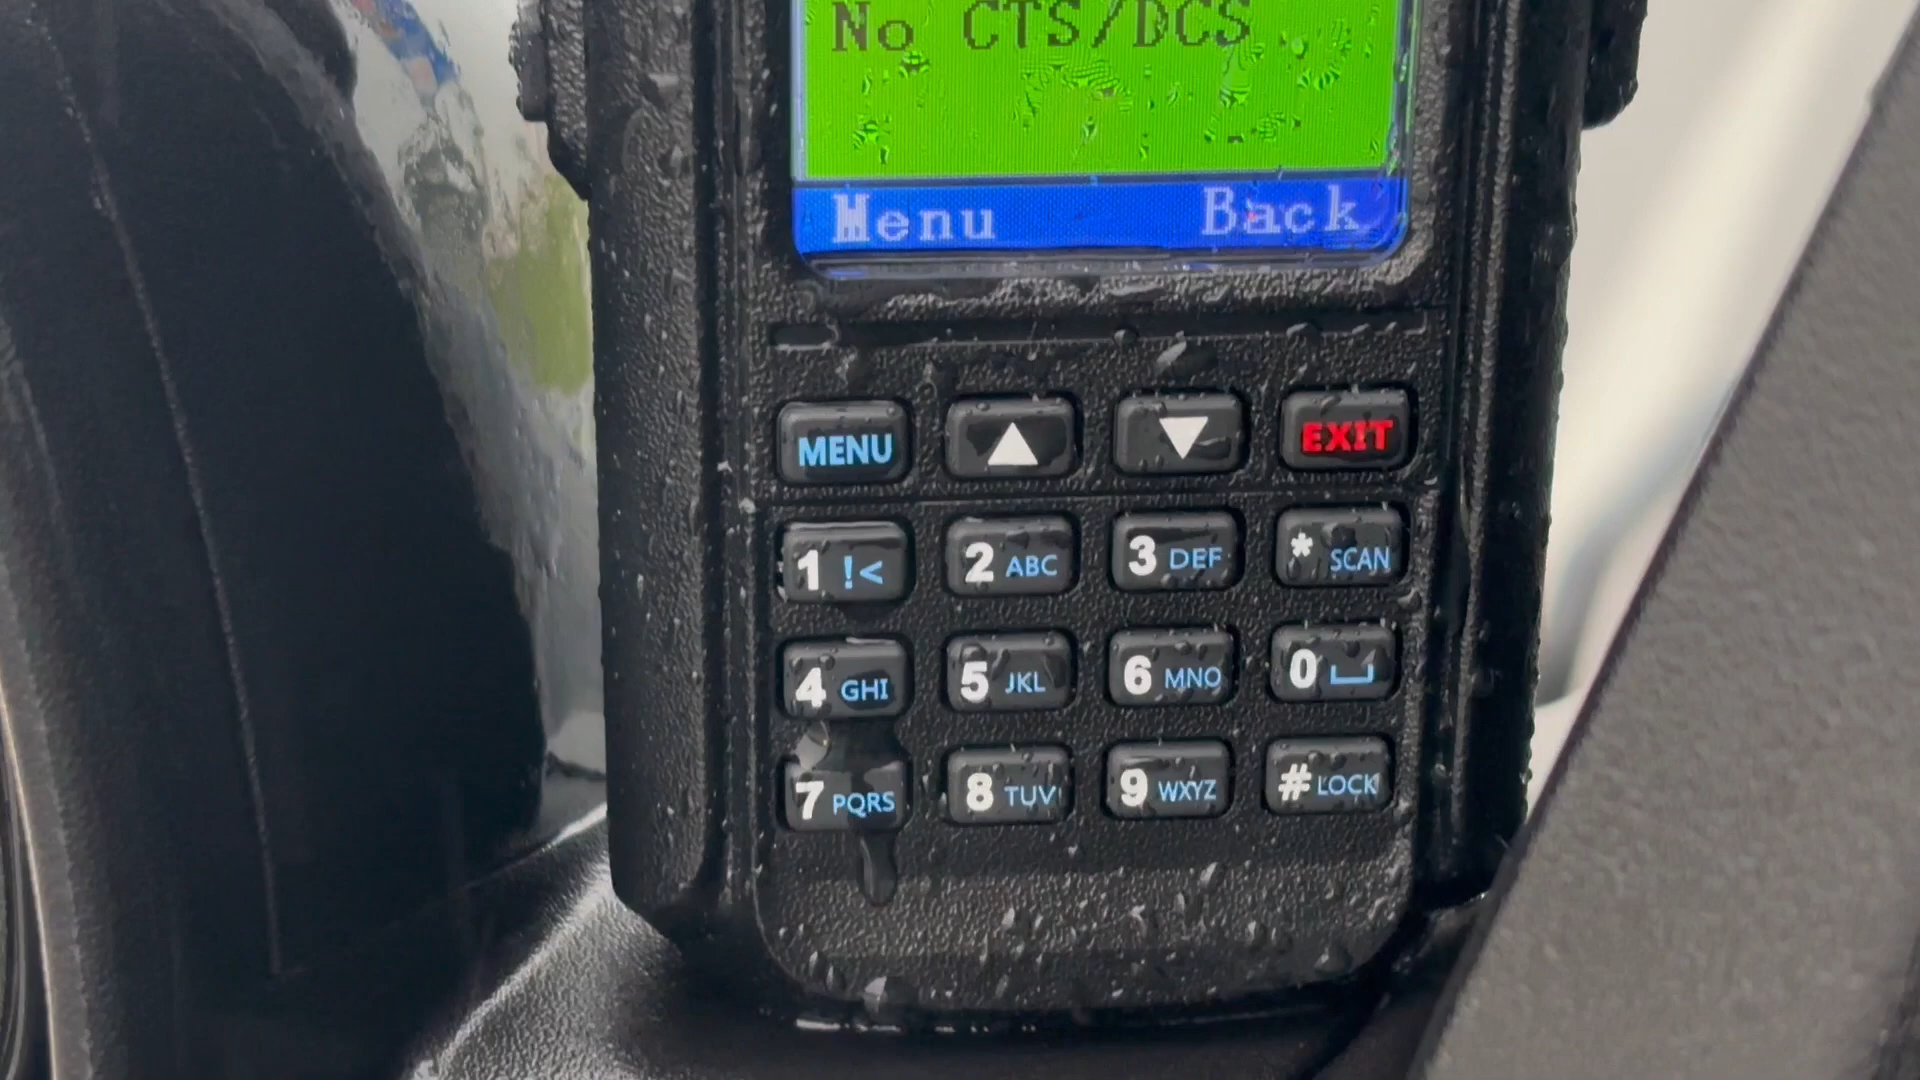 No CTS/DCS
Menu Back
MENU ▲ ▼ EXIT
1 !< 2 ABC 3 DEF * SCAN
4 GHI 5 JKL 6 MNO 0 ⎵
7 PQRS 8 TUV 9 WXYZ # LOCK